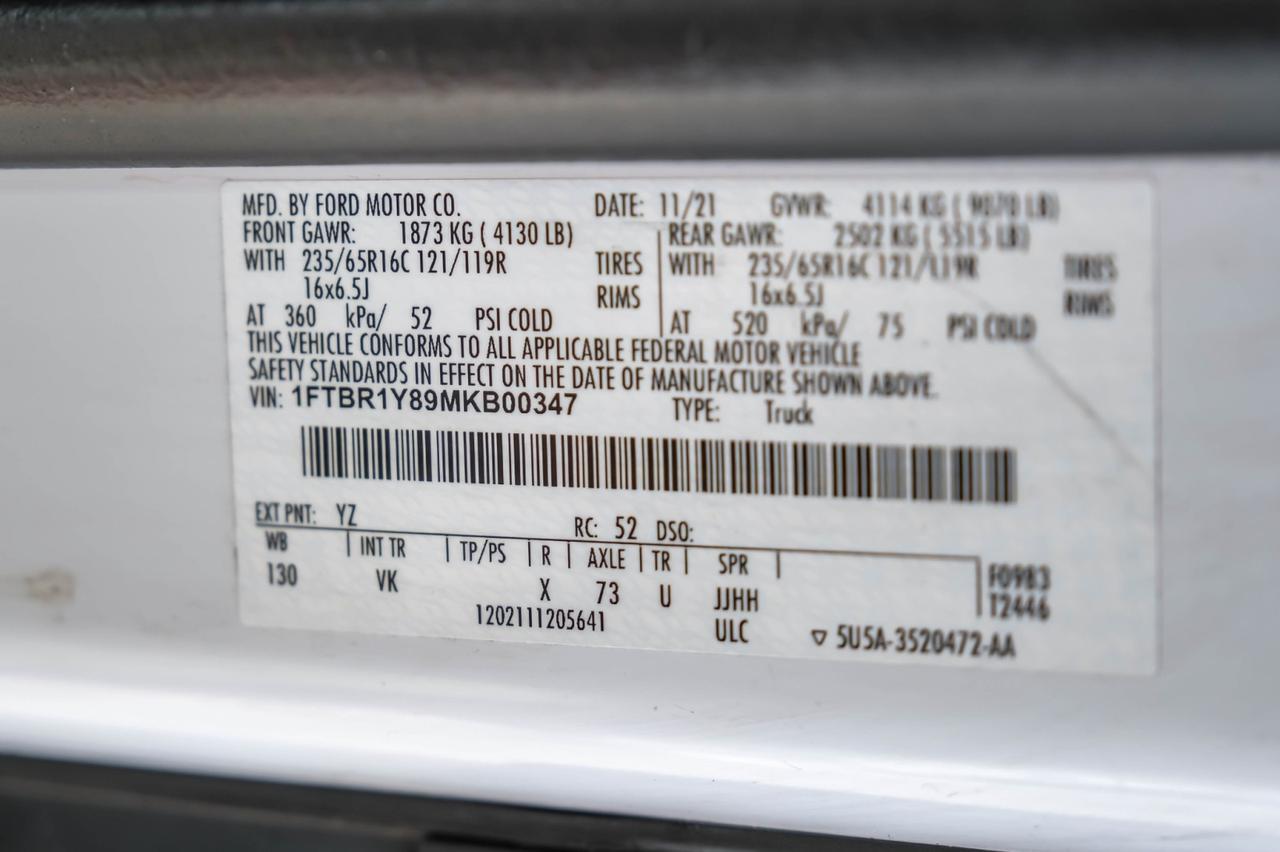 MFD. BY FORD MOTOR CO. DATE: 11/21 GVWR: 4114 KG ( 9070 LB)
FRONT GAWR: 1873 KG ( 4130 LB) REAR GAWR: 2502 KG ( 5515 LB)
WITH 235/65R16C 121/119R TIRES WITH 235/65R16C 121/119R TIRES
16x6.5J RIMS 16x6.5J RIMS
AT 360 kPa/ 52 PSI COLD AT 520 kPa/ 75 PSI COLD
THIS VEHICLE CONFORMS TO ALL APPLICABLE FEDERAL MOTOR VEHICLE
SAFETY STANDARDS IN EFFECT ON THE DATE OF MANUFACTURE SHOWN ABOVE.
VIN: 1FTBR1Y89MKB00347 TYPE: Truck
EXT PNT: YZ RC: 52 DSO:
WB INT TR TP/PS R AXLE TR SPR F0983
130 VK X 73 U JJHH T2446
1202111205641 ULC ▽ 5U5A-3520472-AA